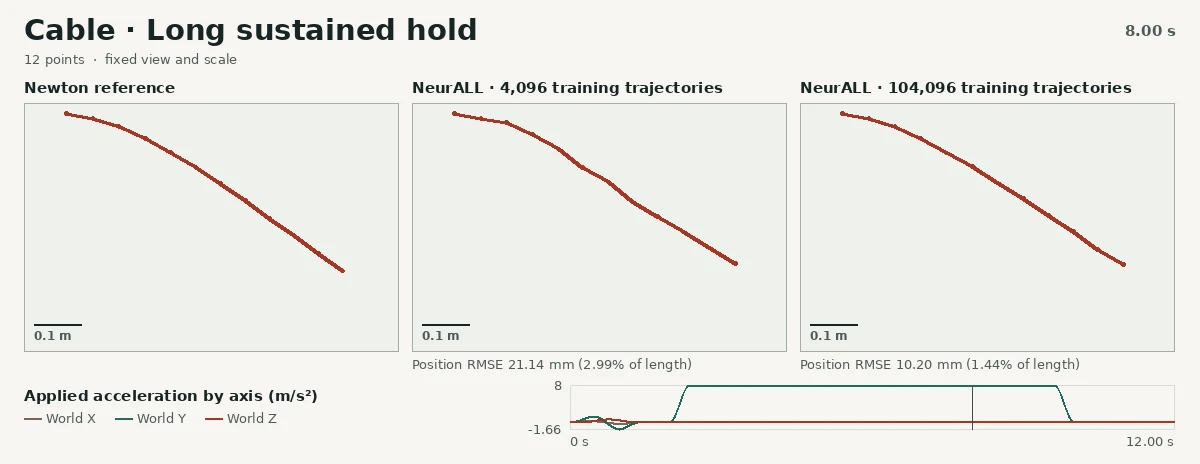 Cable · Long sustained hold
8.00 s
12 points · fixed view and scale
Newton reference
NeurALL · 4,096 training trajectories
NeurALL · 104,096 training trajectories
0.1 m
0.1 m
0.1 m
Position RMSE 21.14 mm (2.99% of length)
Position RMSE 10.20 mm (1.44% of length)
Applied acceleration by axis (m/s²)
World X
World Y
World Z
8
-1.66
0 s
12.00 s